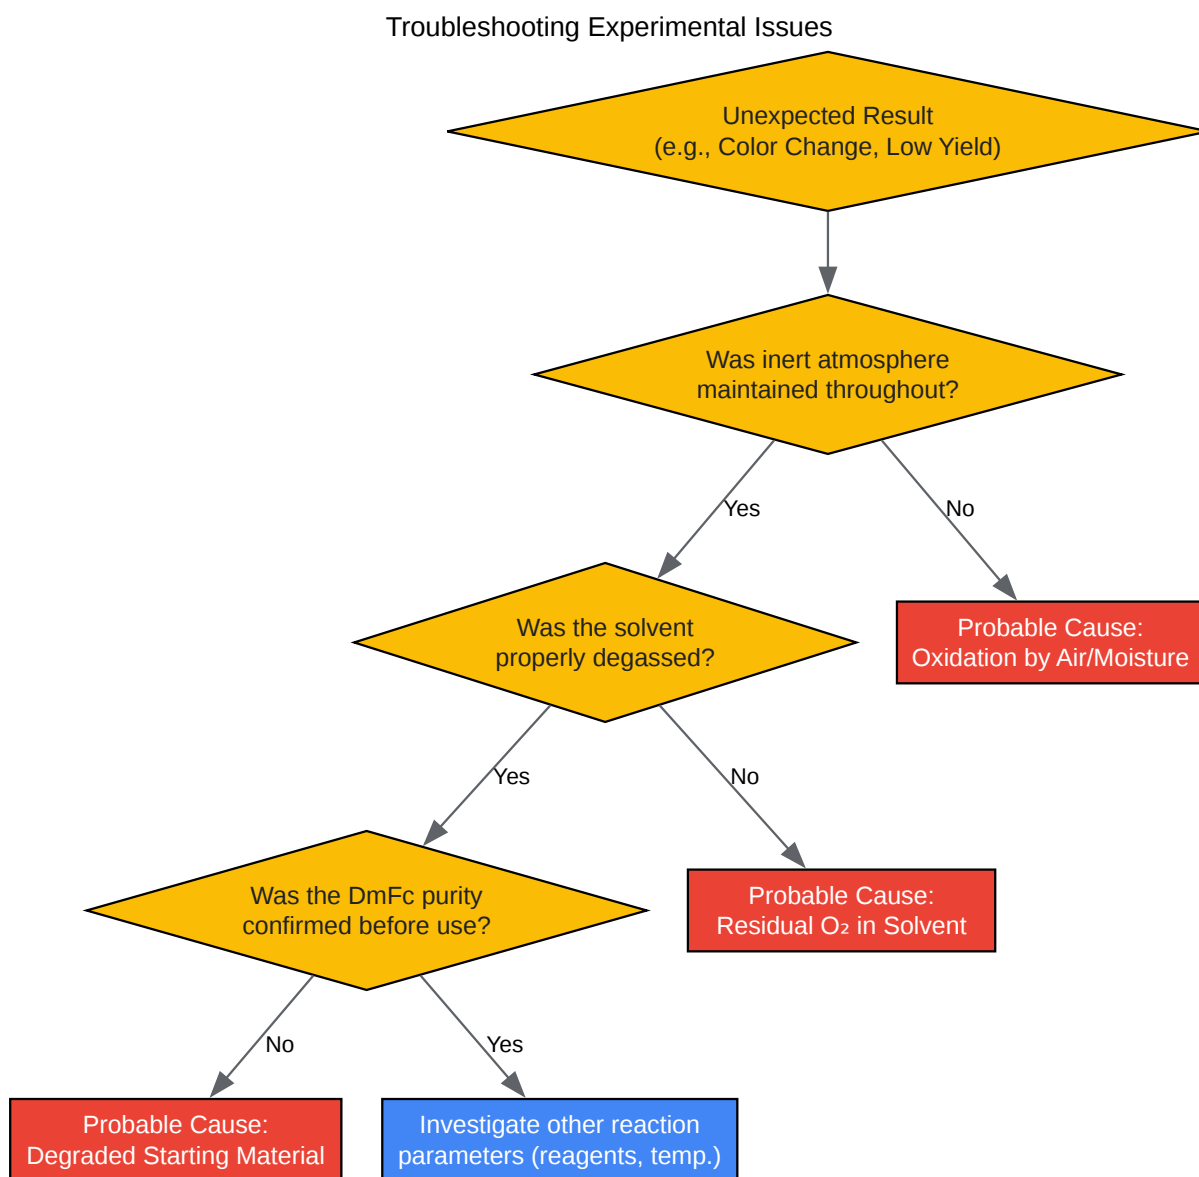 Troubleshooting Experimental Issues
Unexpected Result
(e.g., Color Change, Low Yield)
Was inert atmosphere
maintained throughout?
Yes
No
Was the solvent
properly degassed?
Probable Cause:
Oxidation by Air/Moisture
Yes
No
Was the DmFc purity
confirmed before use?
Probable Cause:
Residual O₂ in Solvent
No
Yes
Probable Cause:
Degraded Starting Material
Investigate other reaction
parameters (reagents, temp.)